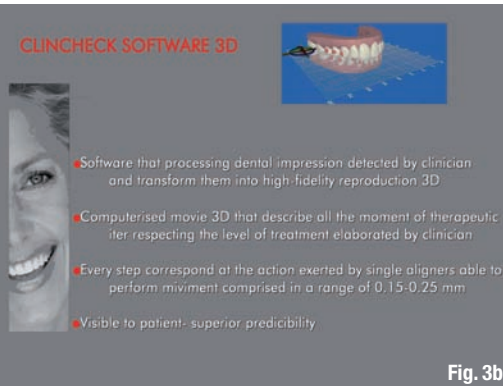 CLINCHECK SOFTWARE 3D
Software that processing dental impression detected by clinician
and transform them into high-fidelity reproduction 3D
Computerised movie 3D that describe all the moment of therapeutic
iter respecting the level of treatment elaborated by clinician
Every step correspond at the action exerted by single aligners able to
perform miviment comprised in a range of 0.15-0.25 mm
Visible to patient- superior predicibility
Fig. 3b